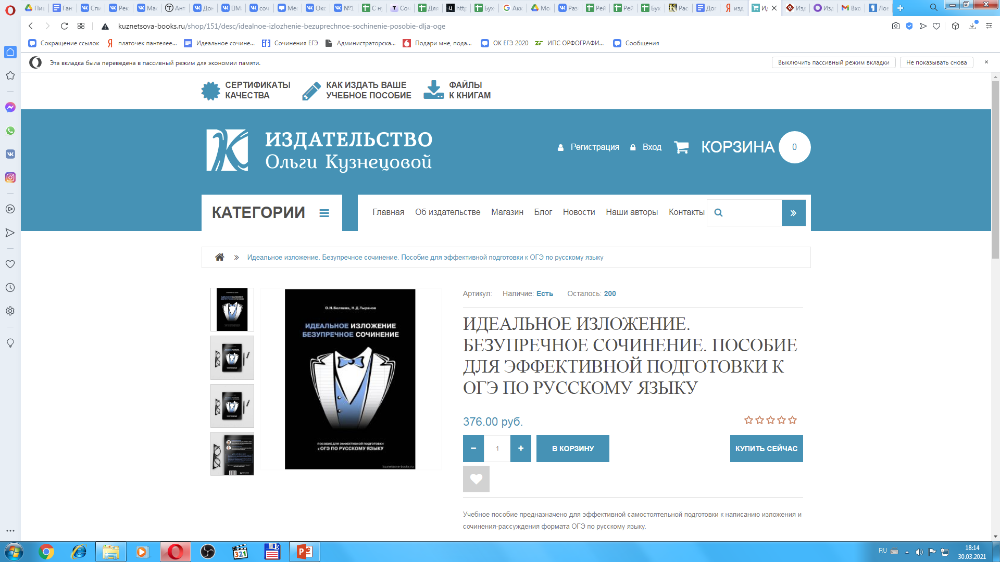 Пиц
Ган
Спи
Рек
Мас
Ант
Дон
соч
Мен
Окс
№1
С ну
Соч
Для
http
Бух
Акк
Мо
Раз
Рей
Рей
Бух
Рас
Дог
изд
Ид
Изд
Изд
Вхо
Лов
kuznetsova-books.ru/shop/151/desc/idealnoe-izlozhenie-bezuprechnoe-sochinenie-posobie-dlja-oge
Сокращение ссылок
платочек пантелее...
Идеальное сочине...
Сочинения ЕГЭ
Администраторска...
Подари мне, пода...
ОК ЕГЭ 2020
ИПС ОРФОГРАФИ...
Сообщения
Эта вкладка была переведена в пассивный режим для экономии памяти.
Выключить пассивный режим вкладки
Не показывать снова
СЕРТИФИКАТЫ
КАЧЕСТВА
КАК ИЗДАТЬ ВАШЕ
УЧЕБНОЕ ПОСОБИЕ
ФАЙЛЫ
К КНИГАМ
ИЗДАТЕЛЬСТВО
Ольги Кузнецовой
Регистрация
Вход
КОРЗИНА
0
КАТЕГОРИИ
Главная
Об издательстве
Магазин
Блог
Новости
Наши авторы
Контакты
Идеальное изложение. Безупречное сочинение. Пособие для эффективной подготовки к ОГЭ по русскому языку
О.Н.Беляева, Н.Д.Тыранов
ИДЕАЛЬНОЕ ИЗЛОЖЕНИЕ
БЕЗУПРЕЧНОЕ СОЧИНЕНИЕ
ПОСОБИЕ ДЛЯ ЭФФЕКТИВНОЙ ПОДГОТОВКИ
к ОГЭ ПО РУССКОМУ ЯЗЫКУ
kuznetsova-books.ru
Артикул: Наличие: Есть Осталось: 200
ИДЕАЛЬНОЕ ИЗЛОЖЕНИЕ.
БЕЗУПРЕЧНОЕ СОЧИНЕНИЕ. ПОСОБИЕ
ДЛЯ ЭФФЕКТИВНОЙ ПОДГОТОВКИ К
ОГЭ ПО РУССКОМУ ЯЗЫКУ
376.00 руб.
1
В КОРЗИНУ
КУПИТЬ СЕЙЧАС
Учебное пособие предназначено для эффективной самостоятельной подготовки к написанию изложения и
сочинения-рассуждения формата ОГЭ по русскому языку.
321
RU
18:14
30.03.2021